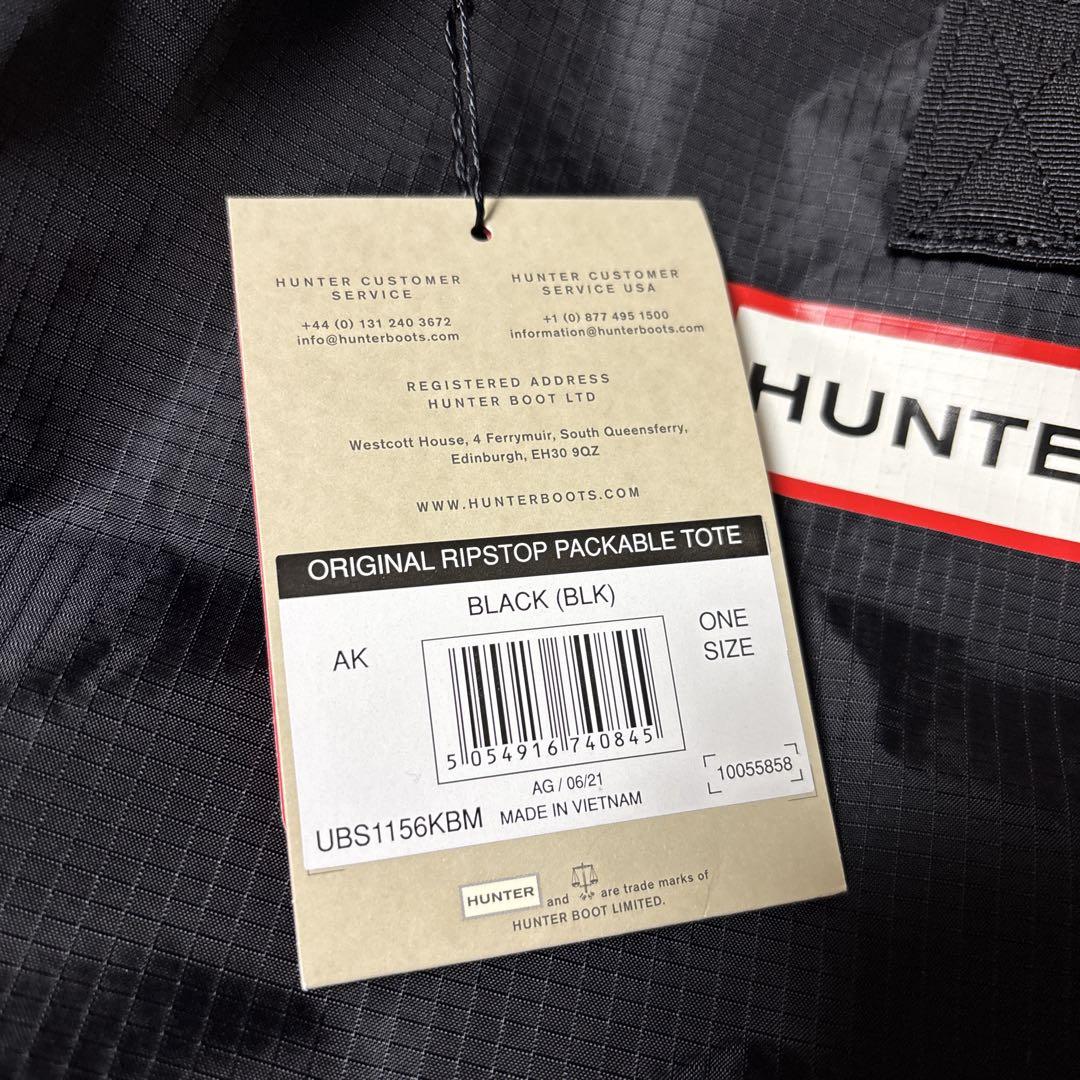 HUNTER CUSTOMER
SERVICE
+44 (0) 131 240 3672
info@hunterboots.com
HUNTER CUSTOMER
SERVICE USA
+1 (0) 877 495 1500
information@hunterboots.com
REGISTERED ADDRESS
HUNTER BOOT LTD
Westcott House, 4 Ferrymuir, South Queensferry,
Edinburgh, EH30 9QZ
WWW.HUNTERBOOTS.COM
ORIGINAL RIPSTOP PACKABLE TOTE
BLACK (BLK)
AK
ONE
SIZE
5 054916 740845
AG / 06/21
MADE IN VIETNAM
UBS1156KBM
10055858
HUNTER and are trade marks of
HUNTER BOOT LIMITED.
HUNTE